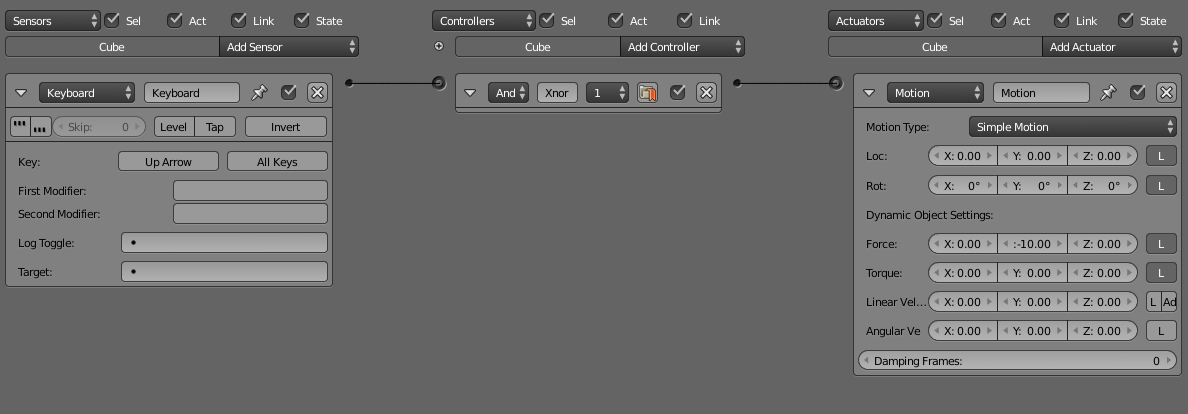 Sensors Sel Act Link State
Cube Add Sensor
Keyboard Keyboard
Skip: 0 Level Tap Invert
Key: Up Arrow All Keys
First Modifier:
Second Modifier:
Log Toggle:
Target:
Controllers Sel Act Link
Cube Add Controller
And Xnor 1
Actuators Sel Act Link State
Cube Add Actuator
Motion Motion
Motion Type: Simple Motion
Loc: X: 0.00 Y: 0.00 Z: 0.00 L
Rot: X: 0° Y: 0° Z: 0° L
Dynamic Object Settings:
Force: X: 0.00 :-10.00 Z: 0.00 L
Torque: X: 0.00 Y: 0.00 Z: 0.00 L
Linear Vel... X: 0.00 Y: 0.00 Z: 0.00 L Ad
Angular Ve X: 0.00 Y: 0.00 Z: 0.00 L
Damping Frames: 0